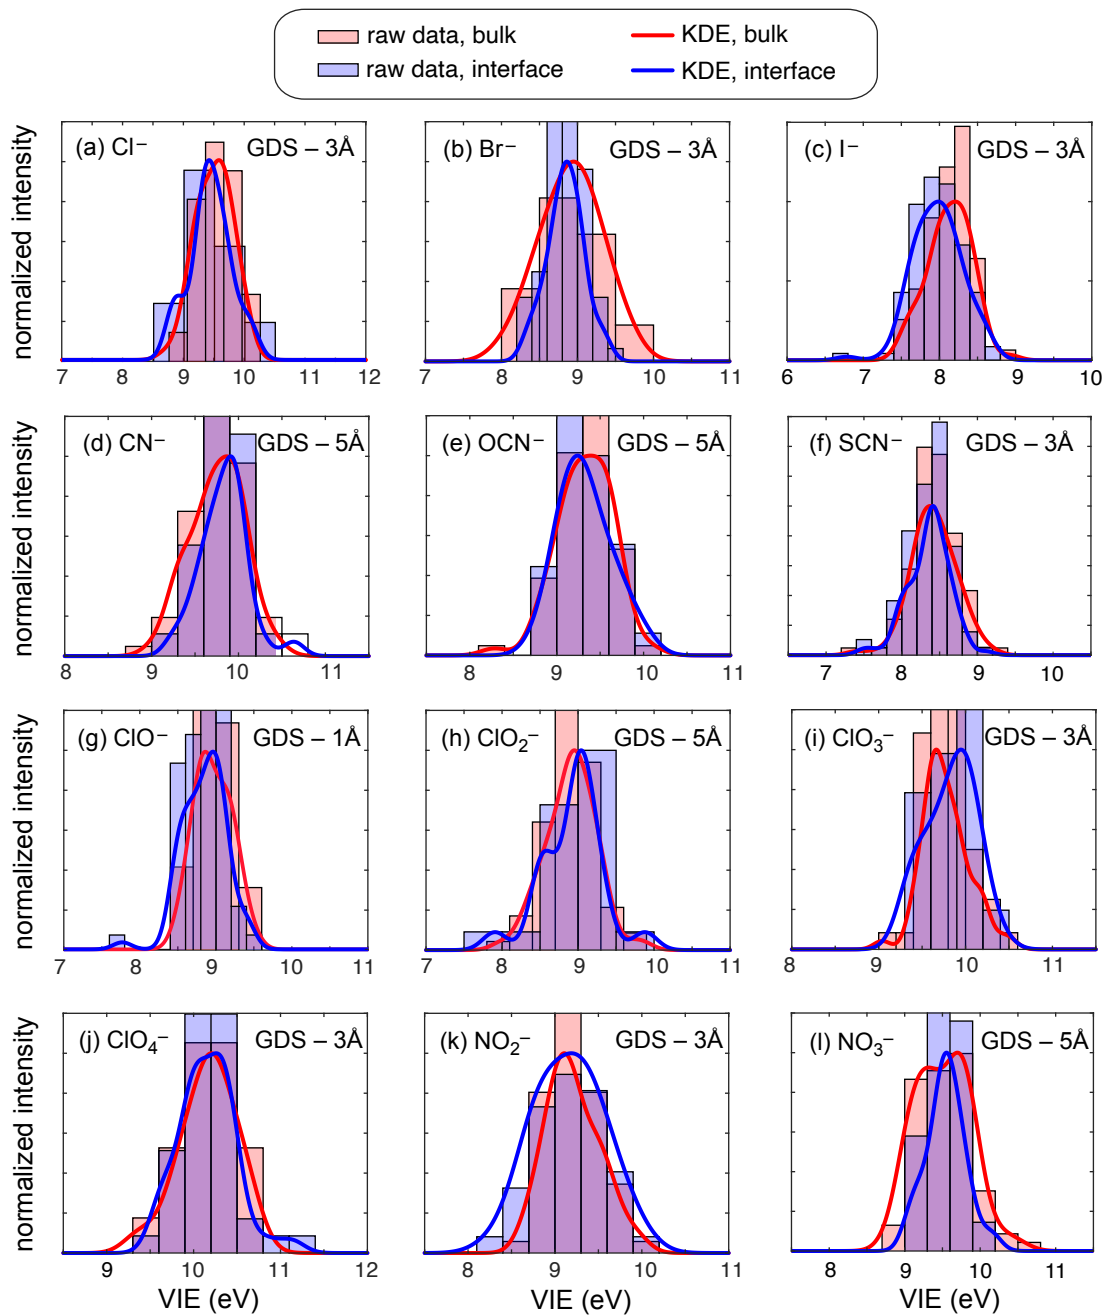 raw data, bulk KDE, bulk
raw data, interface KDE, interface
normalized intensity
(a) Cl⁻ GDS – 3Å
7 8 9 10 11 12
(b) Br⁻ GDS – 3Å
7 8 9 10 11
(c) I⁻ GDS – 3Å
6 7 8 9 10
normalized intensity
(d) CN⁻ GDS – 5Å
8 9 10 11
(e) OCN⁻ GDS – 5Å
8 9 10 11
(f) SCN⁻ GDS – 3Å
7 8 9 10
normalized intensity
(g) ClO⁻ GDS – 1Å
7 8 9 10 11
(h) ClO₂⁻ GDS – 5Å
7 8 9 10 11
(i) ClO₃⁻ GDS – 3Å
8 9 10 11
normalized intensity
(j) ClO₄⁻ GDS – 3Å
9 10 11 12
VIE (eV)
(k) NO₂⁻ GDS – 3Å
8 9 10 11
VIE (eV)
(l) NO₃⁻ GDS – 5Å
8 9 10 11
VIE (eV)